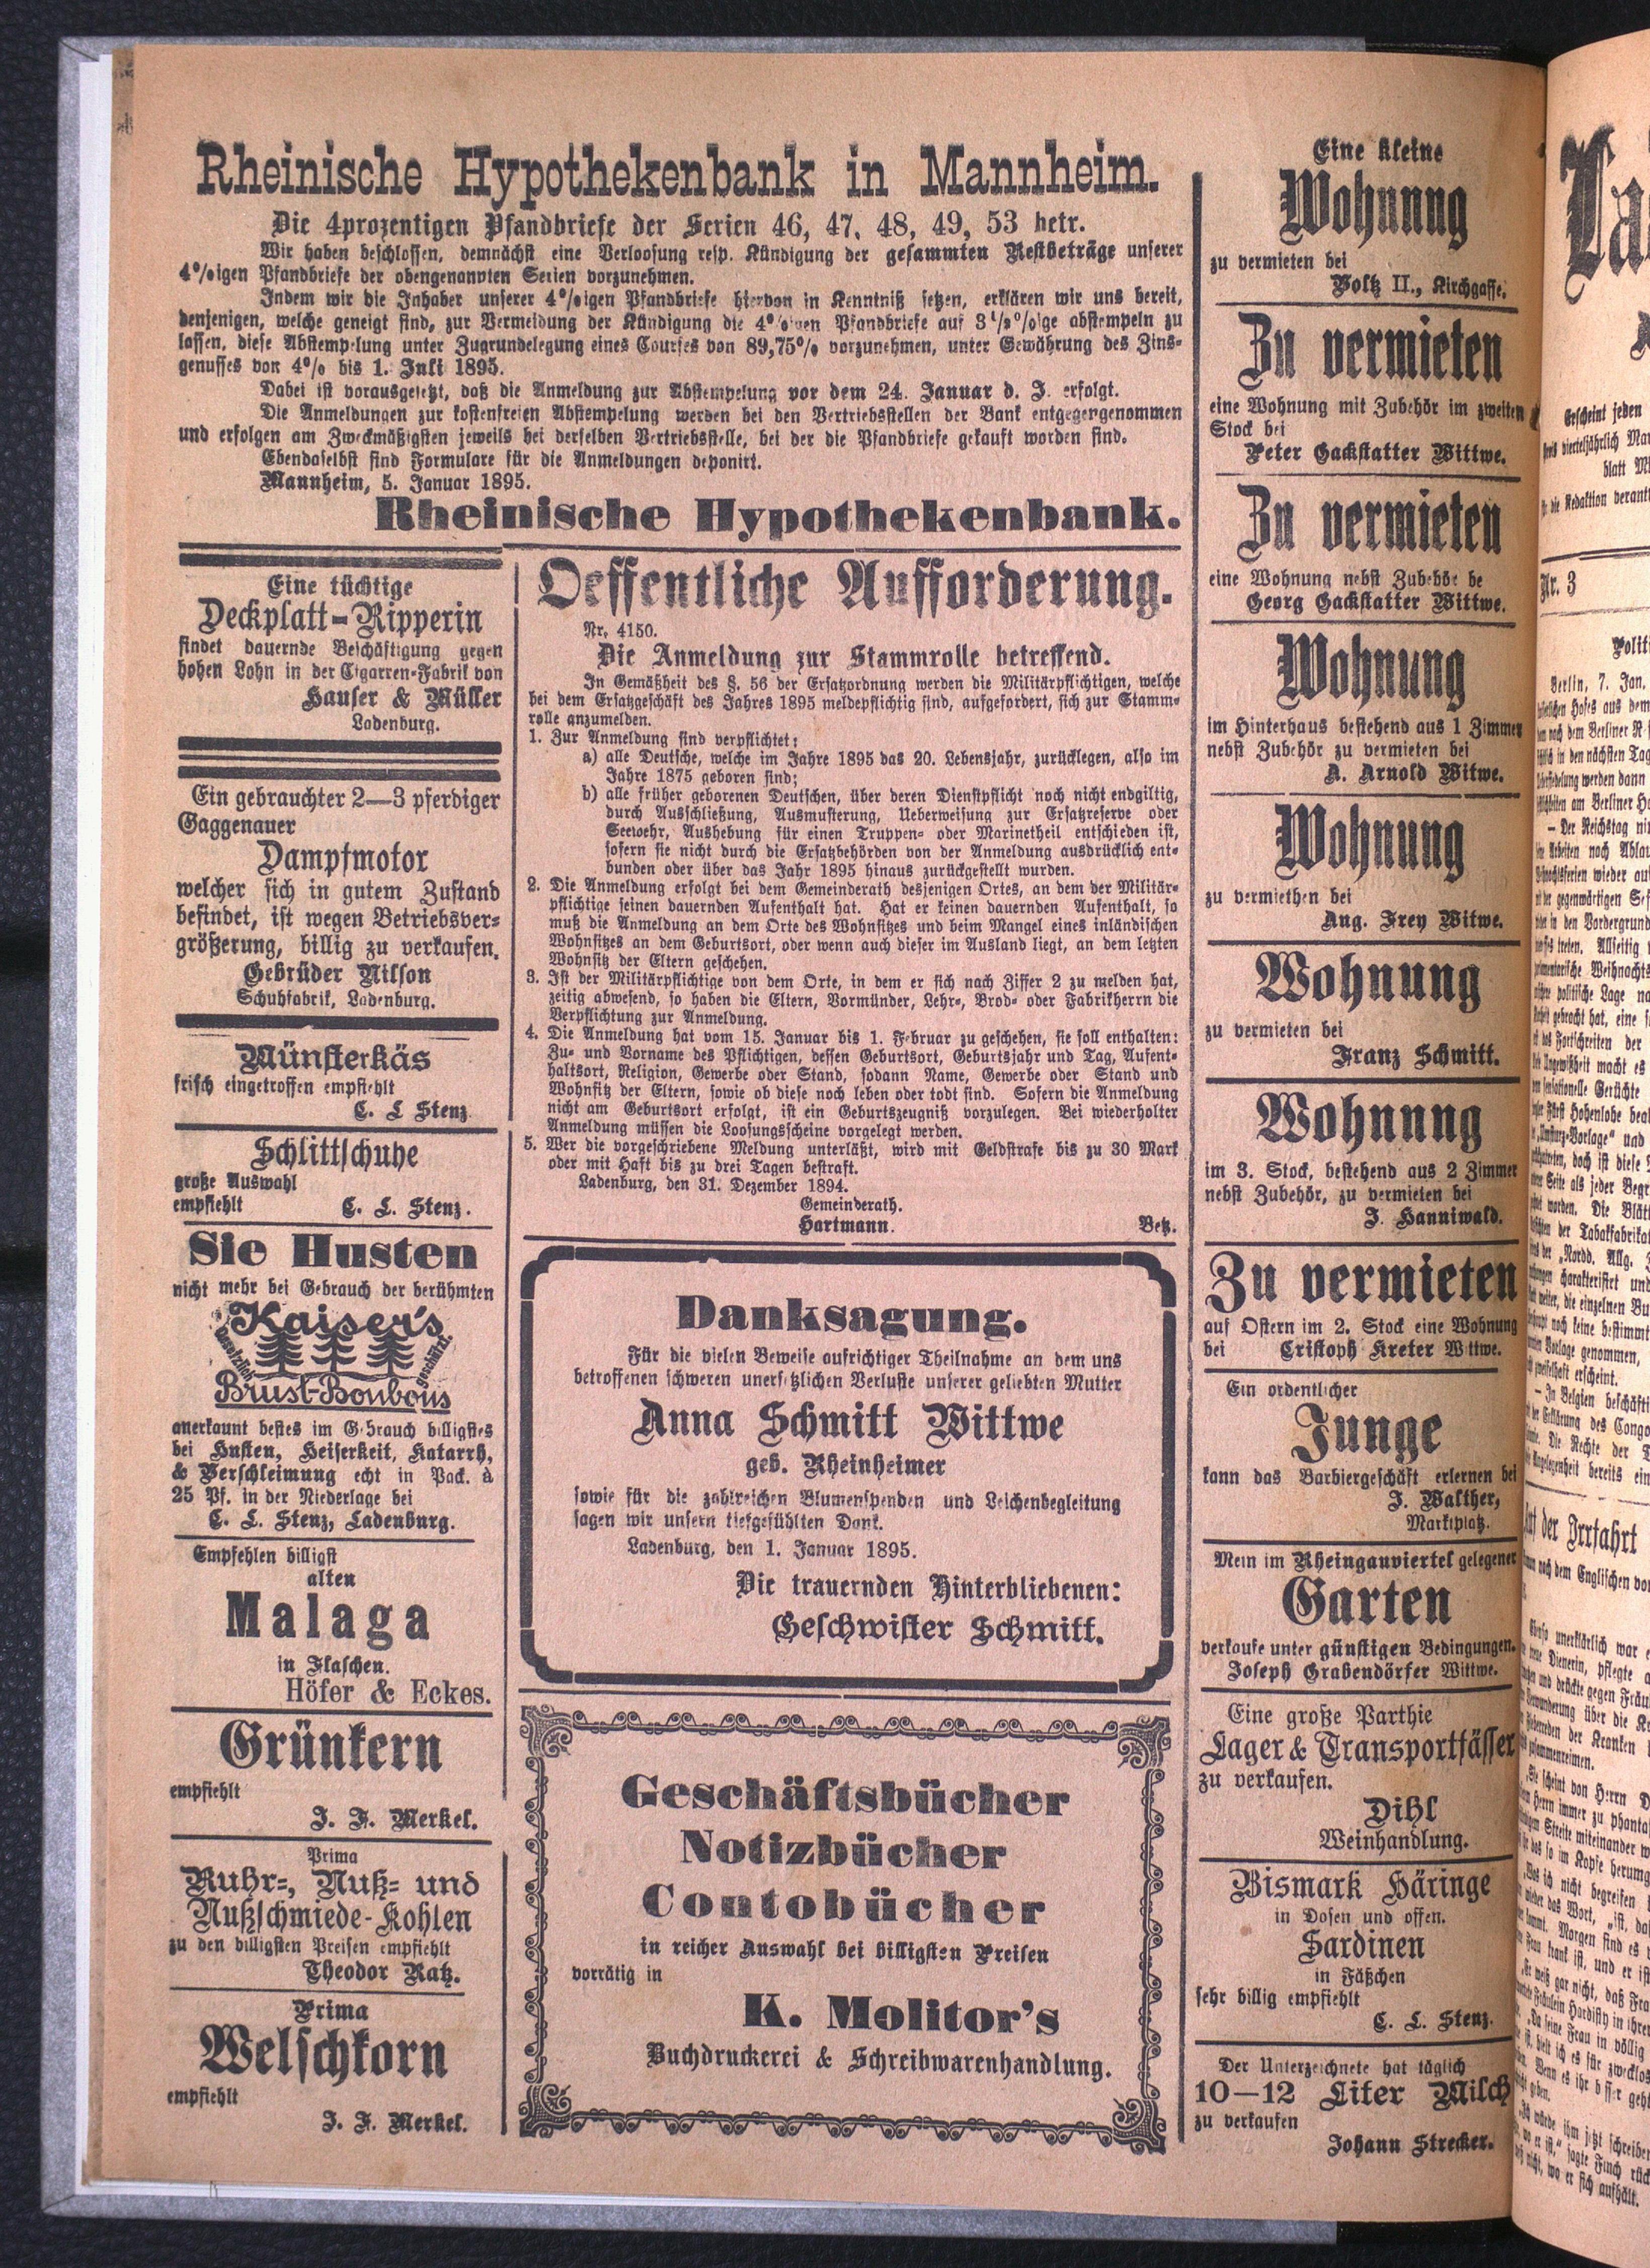 Rheinische Hypothekenbank in Mannheim.
Die 4prozentigen Pfandbriefe der Serien 46, 47, 48, 49, 53 betr.
Wir haben beschlossen, demnächst eine Verloosung resp. Kündigung der gesammten Restbeträge unserer
4%igen Pfandbriefe der obengenannten Serien vorzunehmen.
Indem wir die Inhaber unserer 4%igen Pfandbriefe hiervon in Kenntniß setzen, erklären wir uns bereit,
denjenigen, welche geneigt sind, zur Vermeidung der Kündigung die 4%igen Pfandbriefe auf 3½%ige abstempeln zu
lassen, diese Abstempelung unter Zugrundelegung eines Courses von 89,75% vorzunehmen, unter Gewährung des Zins-
genusses von 4% bis 1. Juli 1895.
Dabei ist vorausgesetzt, daß die Anmeldung zur Abstempelung vor dem 24. Januar d. J. erfolgt.
Die Anmeldungen zur kostenfreien Abstempelung werden bei den Vertriebsstellen der Bank entgegengenommen
und erfolgen am Zweckmäßigsten jeweils bei derselben Vertriebsstelle, bei der die Pfandbriefe gekauft worden sind.
Ebendaselbst sind Formulare für die Anmeldungen deponirt.
Mannheim, 5. Januar 1895.
Rheinische Hypothekenbank.
Eine tüchtige
Deckplatt-Ripperin
findet dauernde Beschäftigung gegen
hohen Lohn in der Cigarren-Fabrik von
Hauser & Müller
Ladenburg.
Ein gebrauchter 2—3 pferdiger
Gaggenauer
Dampfmotor
welcher sich in gutem Zustand
befindet, ist wegen Betriebsver-
größerung, billig zu verkaufen.
Gebrüder Nilson
Schuhfabrik, Ladenburg.
Münsterkäs
frisch eingetroffen empfiehlt
C. L Stenz
Schlittschuhe
große Auswahl
empfiehlt C. L. Stenz.
Sie Husten
nicht mehr bei Gebrauch der berühmten
Kaiser's
Gesetzlich geschützt.
Brust-Bonbons
anerkannt bestes im Gebrauch billigstes
bei Husten, Heiserkeit, Katarrh,
& Verschleimung echt in Pack. à
25 Pf. in der Niederlage bei
C. L. Stenz, Ladenburg.
Empfehlen billigst
alten
Malaga
in Flaschen.
Höfer & Eckes.
Grünkern
empfiehlt
J. F. Merkel.
Prima
Ruhr-, Nuß- und
Nußschmiede-Kohlen
zu den billigsten Preisen empfiehlt
Theodor Ratz.
Prima
Welschkorn
empfiehlt
J. F. Merkel.
Oeffentliche Aufforderung.
Nr. 4150.
Die Anmeldung zur Stammrolle betreffend.
In Gemäßheit des §. 56 der Ersatzordnung werden die Militärpflichtigen, welche
bei dem Ersatzgeschäft des Jahres 1895 meldepflichtig sind, aufgefordert, sich zur Stamm-
rolle anzumelden.
1. Zur Anmeldung sind verpflichtet:
a) alle Deutsche, welche im Jahre 1895 das 20. Lebensjahr, zurücklegen, also im
Jahre 1875 geboren sind;
b) alle früher geborenen Deutschen, über deren Dienstpflicht noch nicht endgiltig,
durch Ausschließung, Ausmusterung, Ueberweisung zur Ersatzreserve oder
Seewehr, Aushebung für einen Truppen- oder Marinetheil entschieden ist,
sofern sie nicht durch die Ersatzbehörden von der Anmeldung ausdrücklich ent-
bunden oder über das Jahr 1895 hinaus zurückgestellt wurden.
2. Die Anmeldung erfolgt bei dem Gemeinderath desjenigen Ortes, an dem der Militär-
pflichtige seinen dauernden Aufenthalt hat. Hat er keinen dauernden Aufenthalt, so
muß die Anmeldung an dem Orte des Wohnsitzes und beim Mangel eines inländischen
Wohnsitzes an dem Geburtsort, oder wenn auch dieser im Ausland liegt, an dem letzten
Wohnsitz der Eltern geschehen.
3. Ist der Militärpflichtige von dem Orte, in dem er sich nach Ziffer 2 zu melden hat,
zeitig abwesend, so haben die Eltern, Vormünder, Lehr-, Brod- oder Fabrikherrn die
Verpflichtung zur Anmeldung.
4. Die Anmeldung hat vom 15. Januar bis 1. Februar zu geschehen, sie soll enthalten:
Zu- und Vorname des Pflichtigen, dessen Geburtsort, Geburtsjahr und Tag, Aufent-
haltsort, Religion, Gewerbe oder Stand, sodann Name, Gewerbe oder Stand und
Wohnsitz der Eltern, sowie ob diese noch leben oder todt sind. Sofern die Anmeldung
nicht am Geburtsort erfolgt, ist ein Geburtszeugniß vorzulegen. Bei wiederholter
Anmeldung müssen die Loosungsscheine vorgelegt werden.
5. Wer die vorgeschriebene Meldung unterläßt, wird mit Geldstrafe bis zu 30 Mark
oder mit Haft bis zu drei Tagen bestraft.
Ladenburg, den 31. Dezember 1894.
Gemeinderath.
Hartmann. Betz.
Danksagung.
Für die vielen Beweise aufrichtiger Theilnahme an dem uns
betroffenen schweren unersetzlichen Verluste unserer geliebten Mutter
Anna Schmitt Wittwe
geb. Rheinheimer
sowie für die zahlreichen Blumenspenden und Leichenbegleitung
sagen wir unsern tiefgefühlten Dank.
Ladenburg, den 1. Januar 1895.
Die trauernden Hinterbliebenen:
Geschwister Schmitt.
Geschäftsbücher
Notizbücher
Contobücher
in reicher Auswahl bei billigsten Preisen
vorrätig in
K. Molitor's
Buchdruckerei & Schreibwarenhandlung.
Eine kleine
Wohnung
zu vermieten bei
Voltz II., Kirchgasse.
Zu vermieten
eine Wohnung mit Zubehör im zweiten
Stock bei
Peter Gackstatter Wittwe.
Zu vermieten
eine Wohnung nebst Zubehör be
Georg Gackstatter Wittwe.
Wohnung
im Hinterhaus bestehend aus 1 Zimmer
nebst Zubehör zu vermieten bei
A. Arnold Witwe.
Wohnung
zu vermiethen bei
Aug. Frey Witwe.
Wohnung
zu vermieten bei
Franz Schmitt.
Wohnung
im 3. Stock, bestehend aus 2 Zimmer
nebst Zubehör, zu vermieten bei
J. Hanniwald.
Zu vermieten
auf Ostern im 2. Stock eine Wohnung
bei Cristoph Kreter Wittwe.
Ein ordentlicher
Junge
kann das Barbiergeschäft erlernen bei
J. Walther,
Marktplatz.
Mein im Rheingauviertel gelegener
Garten
verkaufe unter günstigen Bedingungen.
Joseph Grabendörfer Wittwe.
Eine große Parthie
Lager & Transportfässer
zu verkaufen.
Dihl
Weinhandlung.
Bismark Häringe
in Dosen und offen.
Sardinen
in Fäßchen
sehr billig empfiehlt
C. L. Stenz.
Der Unterzeichnete hat täglich
10—12 Liter Milch
zu verkaufen
Johann Strecker.
La
Erscheint jeden
blatt
die Redaktion
Nr. 3
Berlin, 7. Jan.